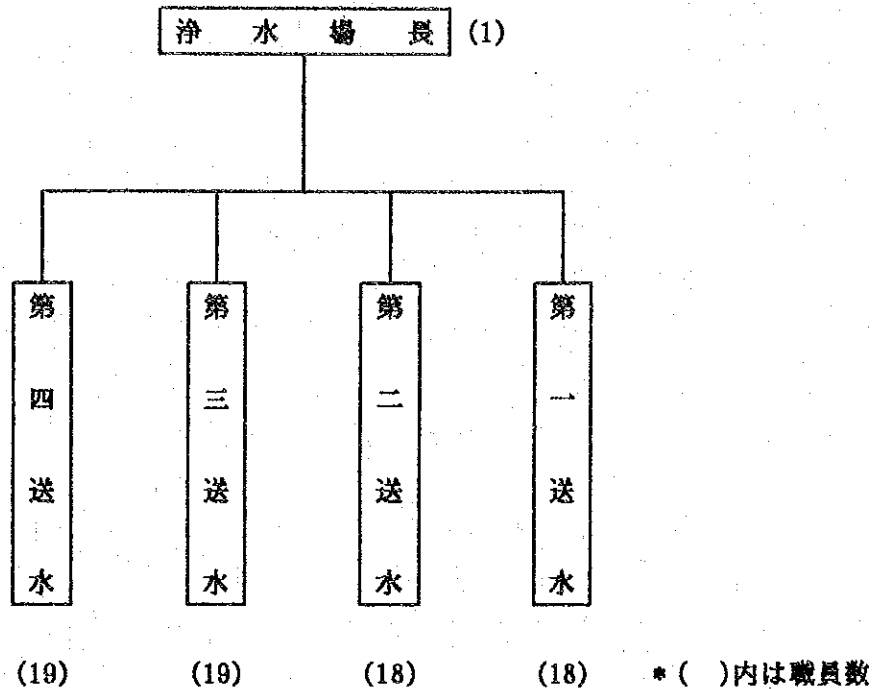 浄水場長 (1)
第四送水
第三送水
第二送水
第一送水
(19) (19) (18) (18) *( )内は職員数